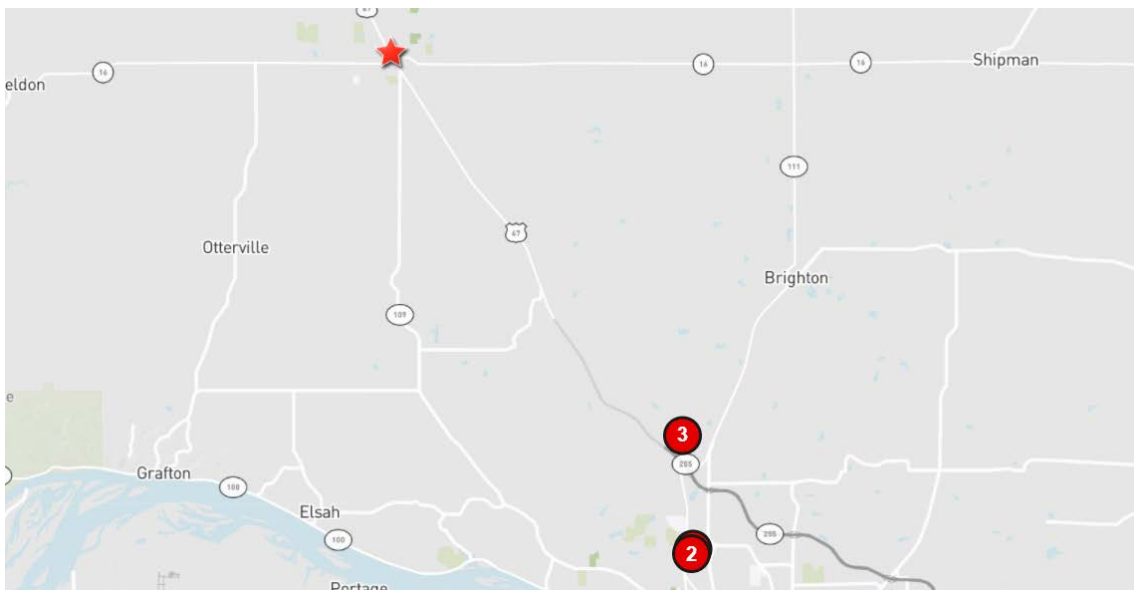 67
16
16
16
Shipman
eldon
111
Otterville
67
Brighton
109
e
3
255
Grafton
100
Elsah
255
100
2
Portage